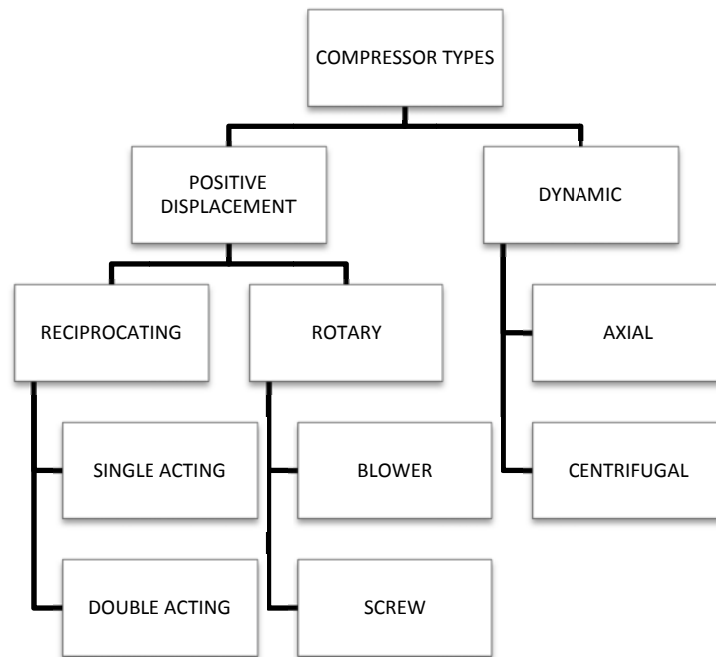 COMPRESSOR TYPES
POSITIVE
DISPLACEMENT
DYNAMIC
RECIPROCATING
ROTARY
AXIAL
SINGLE ACTING
BLOWER
CENTRIFUGAL
DOUBLE ACTING
SCREW